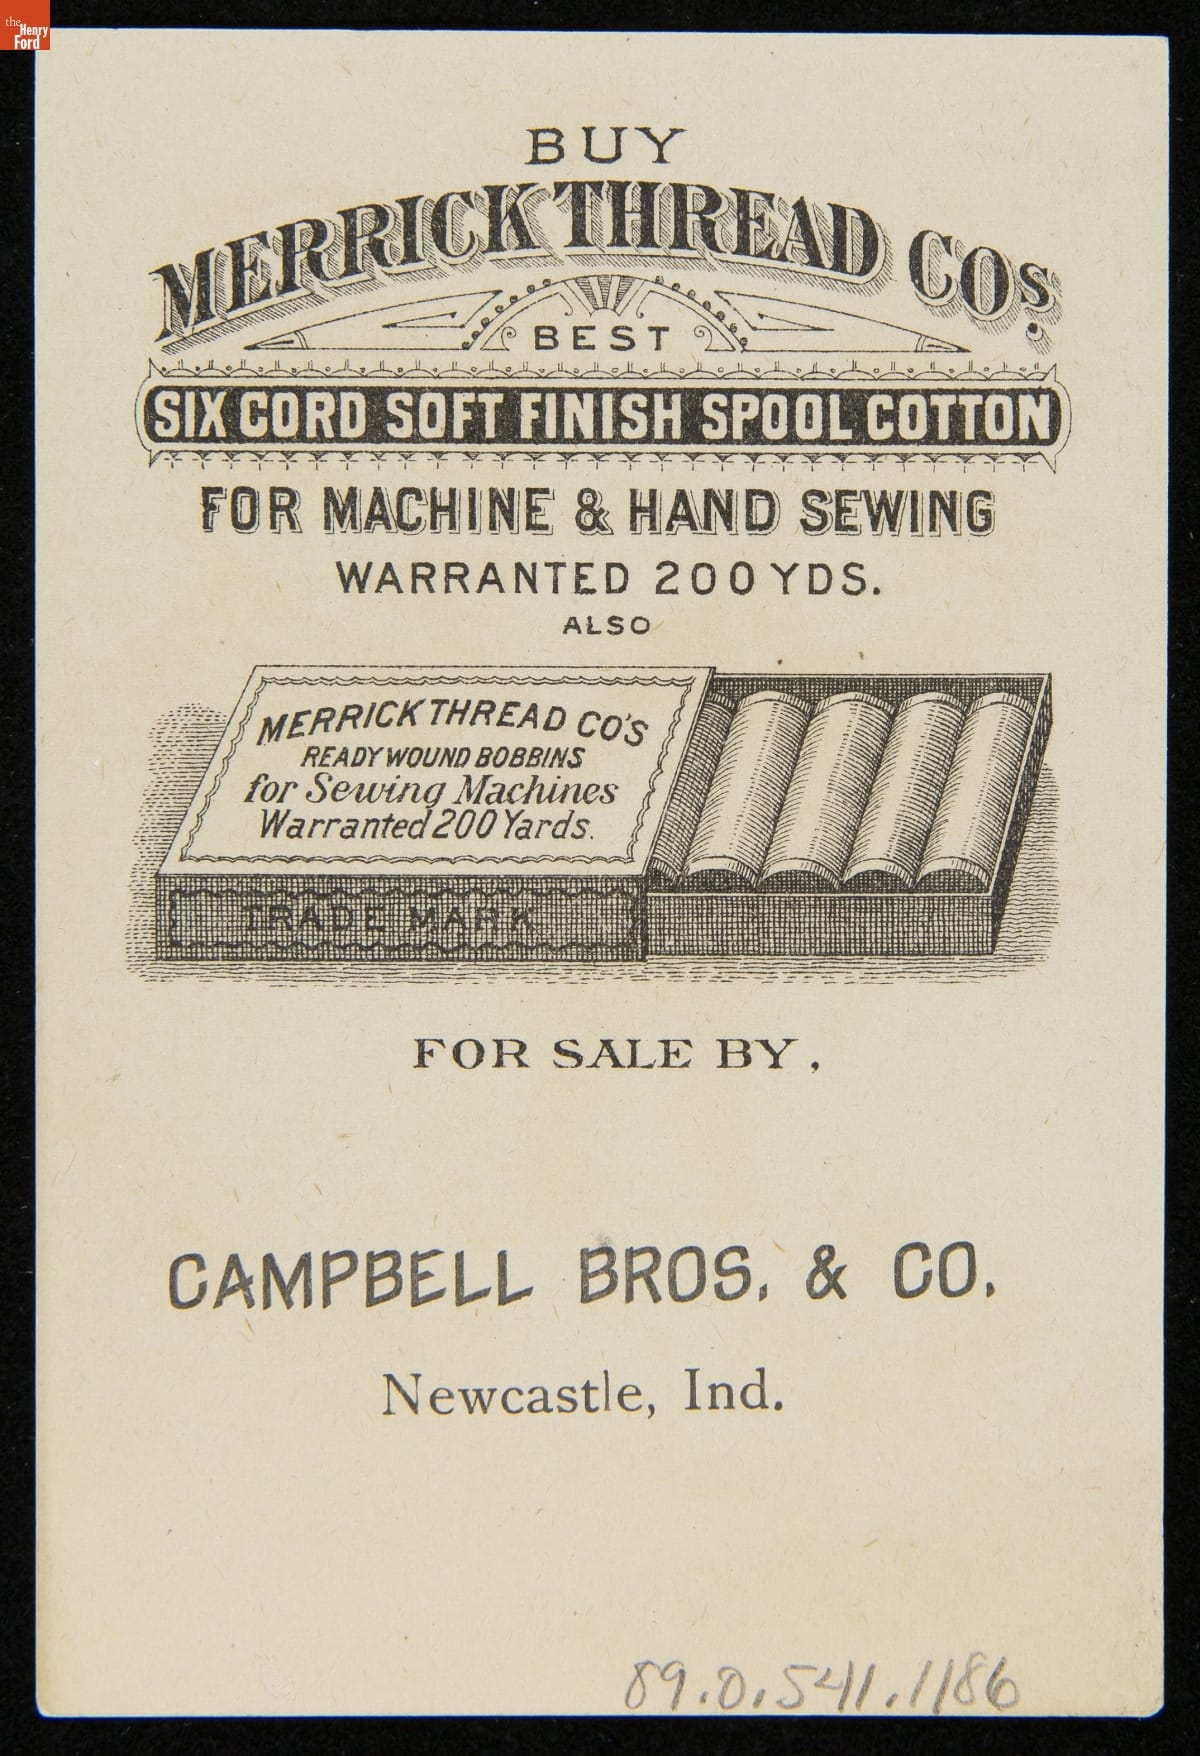 the
Henry
Ford
BUY
MERRICK THREAD COS.
BEST
SIX CORD SOFT FINISH SPOOL COTTON
FOR MACHINE & HAND SEWING
WARRANTED 200 YDS.
ALSO
MERRICK THREAD CO'S
READY WOUND BOBBINS
for Sewing Machines
Warranted 200 Yards.
TRADE MARK
FOR SALE BY,
CAMPBELL BROS. & CO.
Newcastle, Ind.
89.0.541.1186